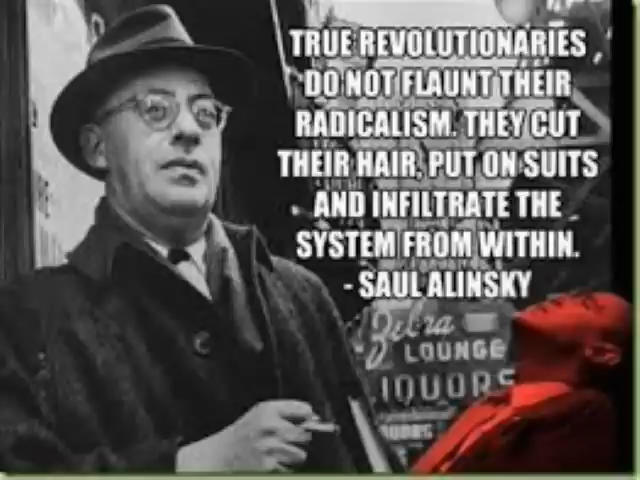 TRUE REVOLUTIONARIES
DO NOT FLAUNT THEIR
RADICALISM. THEY CUT
THEIR HAIR, PUT ON SUITS
AND INFILTRATE THE
SYSTEM FROM WITHIN.
- SAUL ALINSKY
Zebra
LOUNGE
LIQUORS